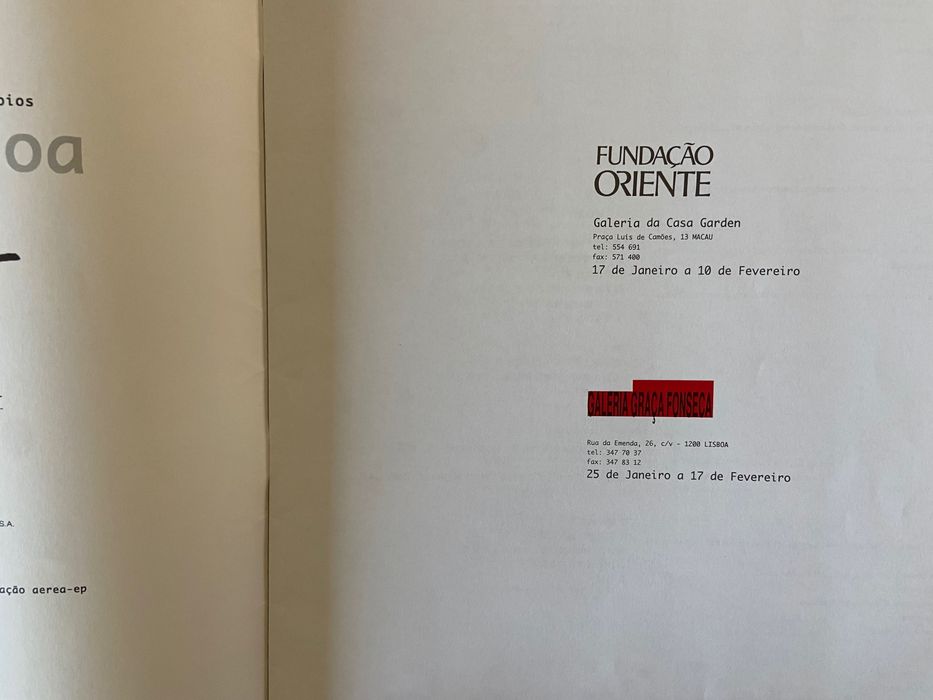 oa
S.A.
aerea-ep
FUNDAÇÃO
ORIENTE
Galeria da Casa Garden
Praça Luís de Camões, 13 MACAU
tel: 554 691
fax: 571 400
17 de Janeiro a 10 de Fevereiro
GALERIA GRAÇA FONSECA
Rua da Emenda, 26, c/v - 1200 LISBOA
tel: 347 70 37
fax: 347 83 12
25 de Janeiro a 17 de Fevereiro